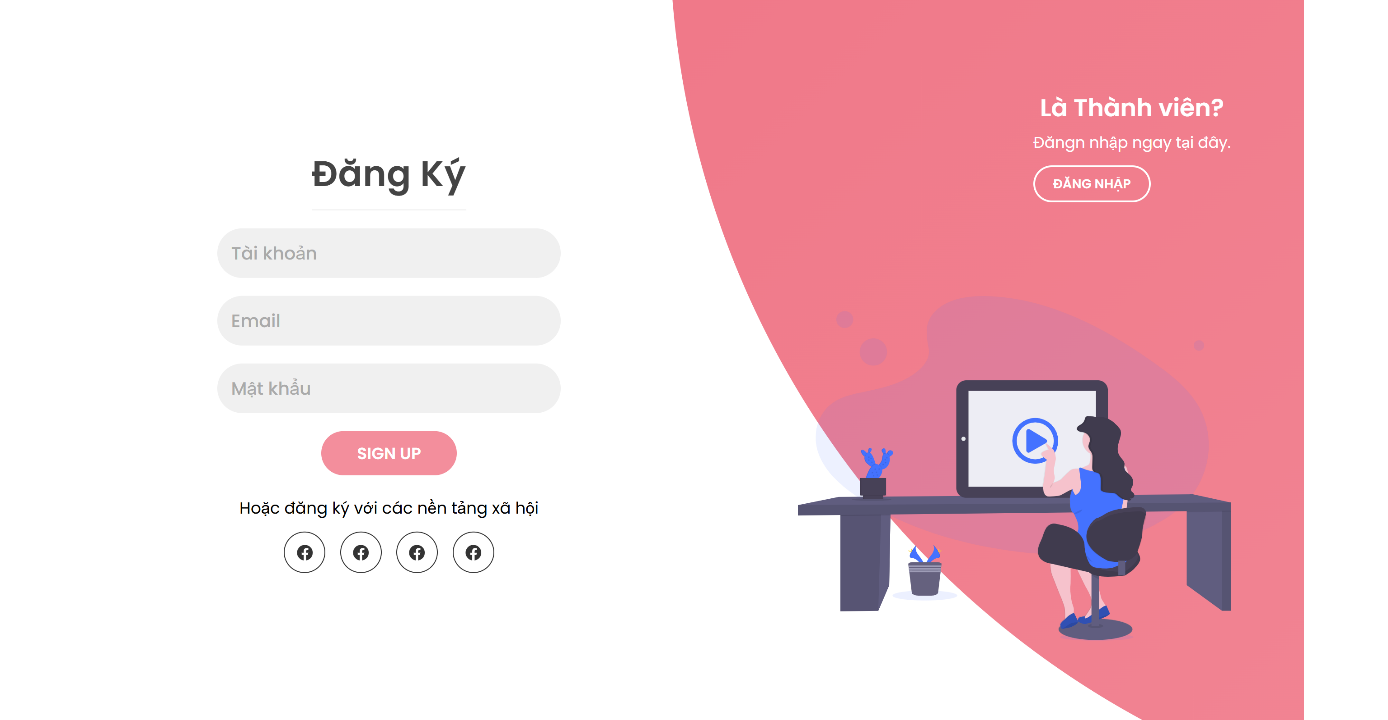 Đăng Ký
Tài khoản
Email
Mật khẩu
SIGN UP
Hoặc đăng ký với các nền tảng xã hội
Là Thành viên?
Đăngn nhập ngay tại đây.
ĐĂNG NHẬP